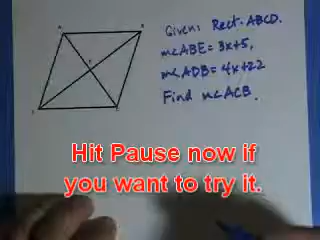 Given: Rect. ABCD.
m∠ABE = 3x+5,
m∠ADB = 4x+22
Find m∠ACB.
Hit Pause now if
you want to try it.